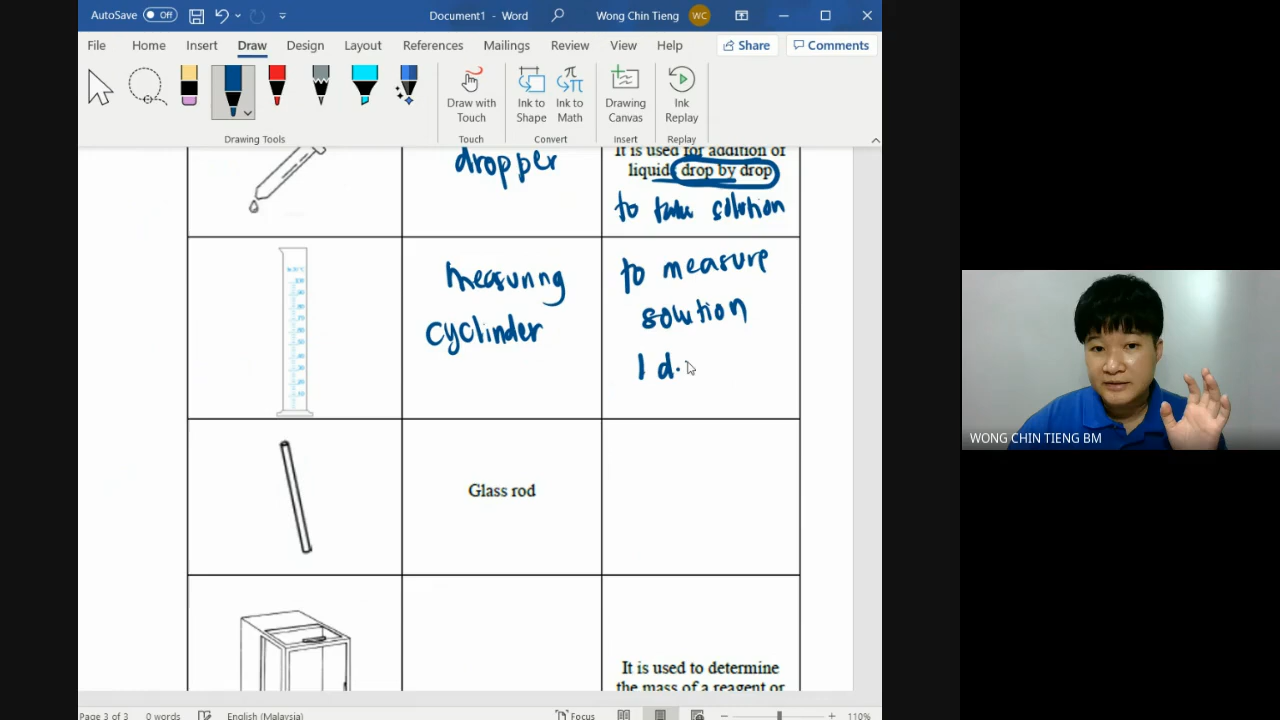 AutoSave Off
Document1 - Word
Wong Chin Tieng WC
File Home Insert Draw Design Layout References Mailings Review View Help Share Comments
Draw with Touch
Ink to Shape
Ink to Math
Drawing Canvas
Ink Replay
Drawing Tools Touch Convert Insert Replay
dropper
It is used for addition of
liquid drop by drop
to take solution
measuring
cyclinder
to measure
solution
1 d.
Glass rod
It is used to determine
the mass of a reagent or
WONG CHIN TIENG BM
Page 3 of 3 0 words English (Malaysia) Focus 110%